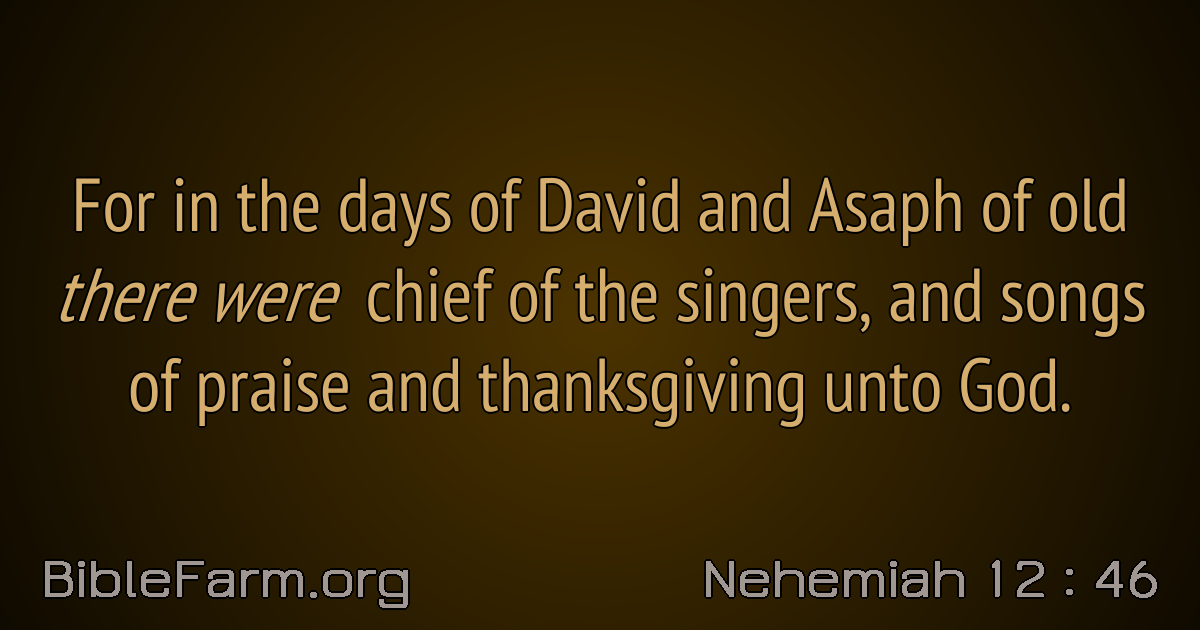 For in the days of David and Asaph of old
there were chief of the singers, and songs
of praise and thanksgiving unto God.
BibleFarm.org
Nehemiah 12 : 46